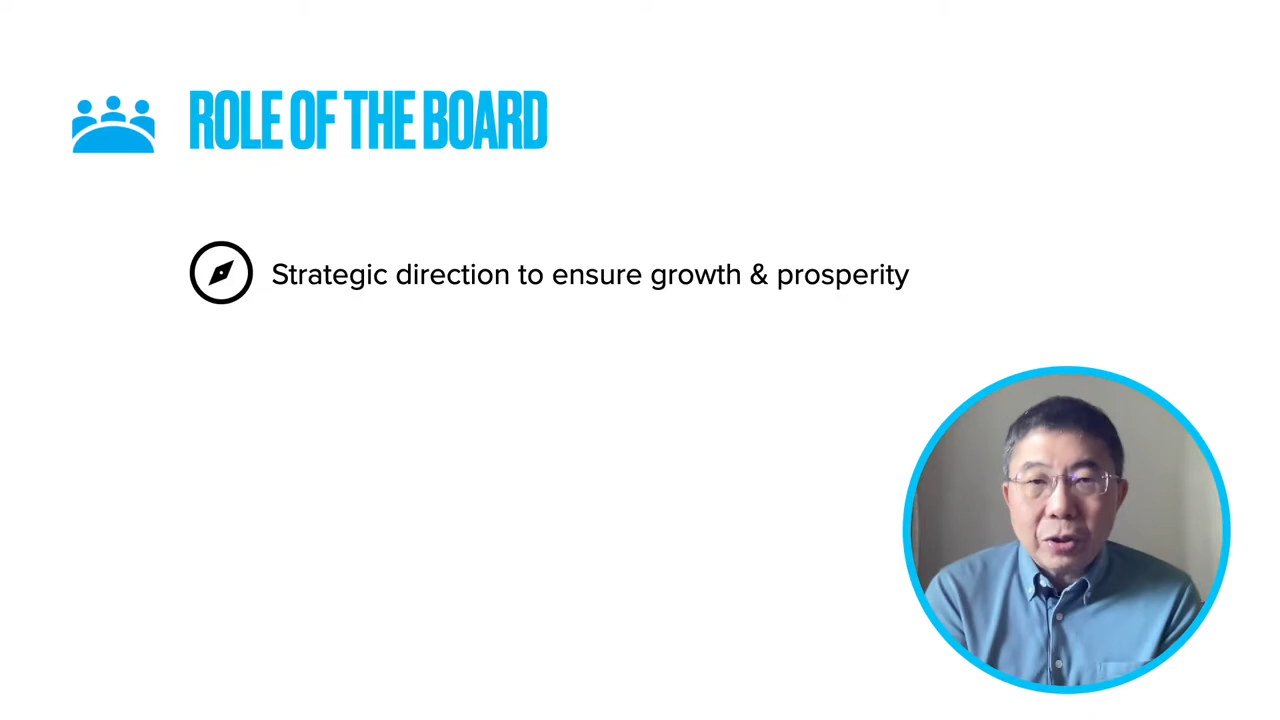 ROLE OF THE BOARD
Strategic direction to ensure growth & prosperity